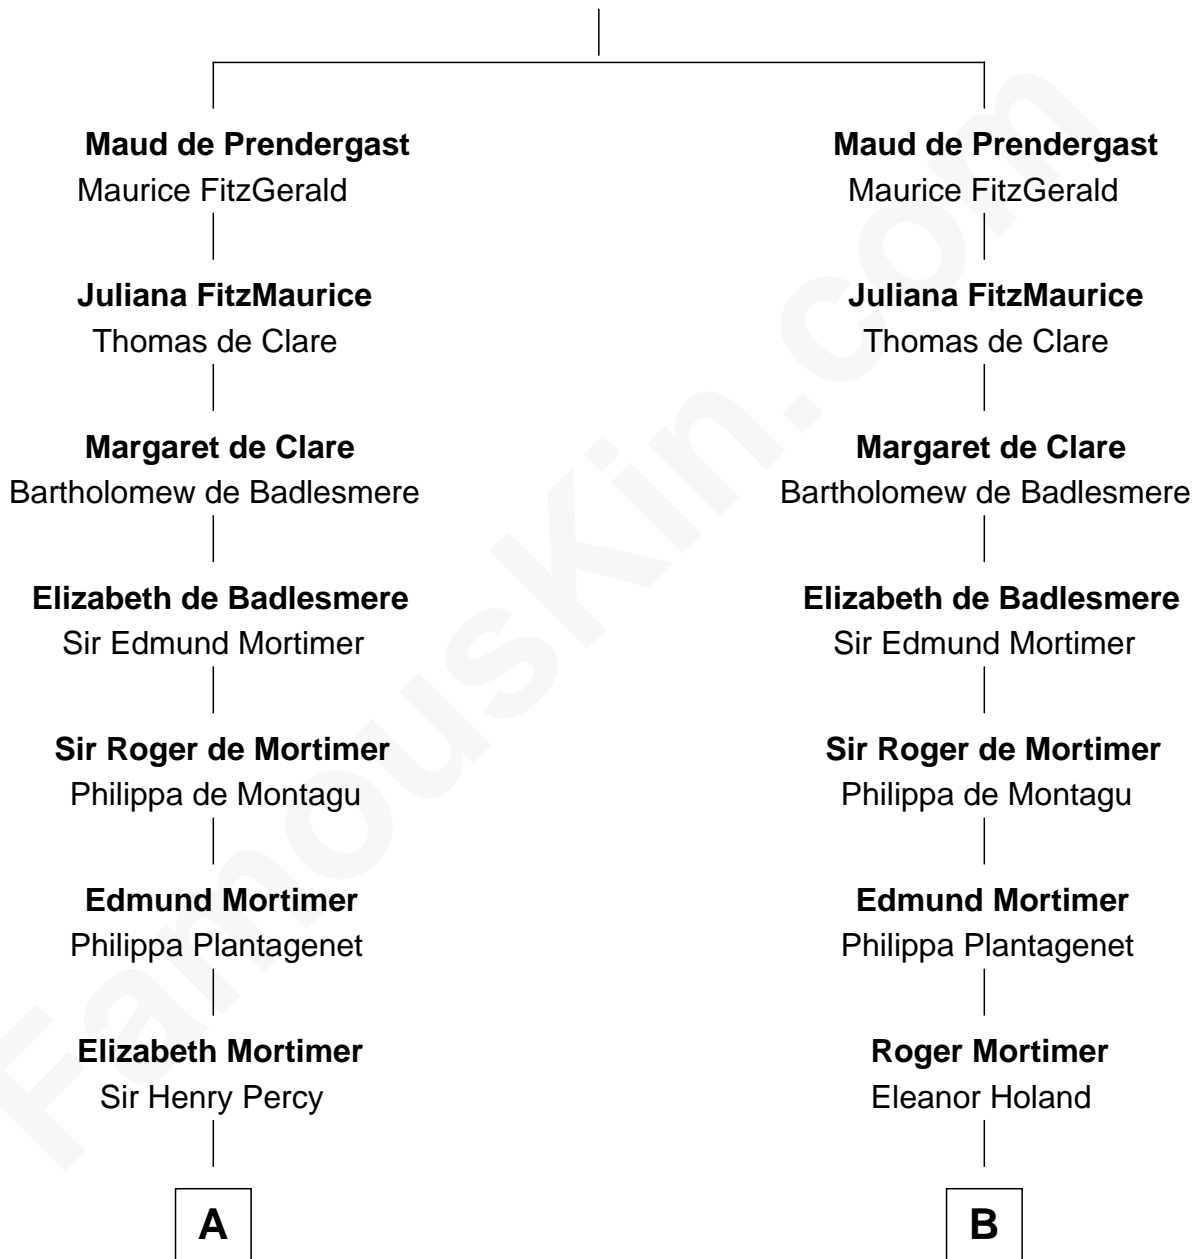 Maud de Prendergast
Maurice FitzGerald
Juliana FitzMaurice
Thomas de Clare
Margaret de Clare
Bartholomew de Badlesmere
Elizabeth de Badlesmere
Sir Edmund Mortimer
Sir Roger de Mortimer
Philippa de Montagu
Edmund Mortimer
Philippa Plantagenet
Elizabeth Mortimer
Sir Henry Percy
A
Maud de Prendergast
Maurice FitzGerald
Juliana FitzMaurice
Thomas de Clare
Margaret de Clare
Bartholomew de Badlesmere
Elizabeth de Badlesmere
Sir Edmund Mortimer
Sir Roger de Mortimer
Philippa de Montagu
Edmund Mortimer
Philippa Plantagenet
Roger Mortimer
Eleanor Holand
B
FamousKin.com